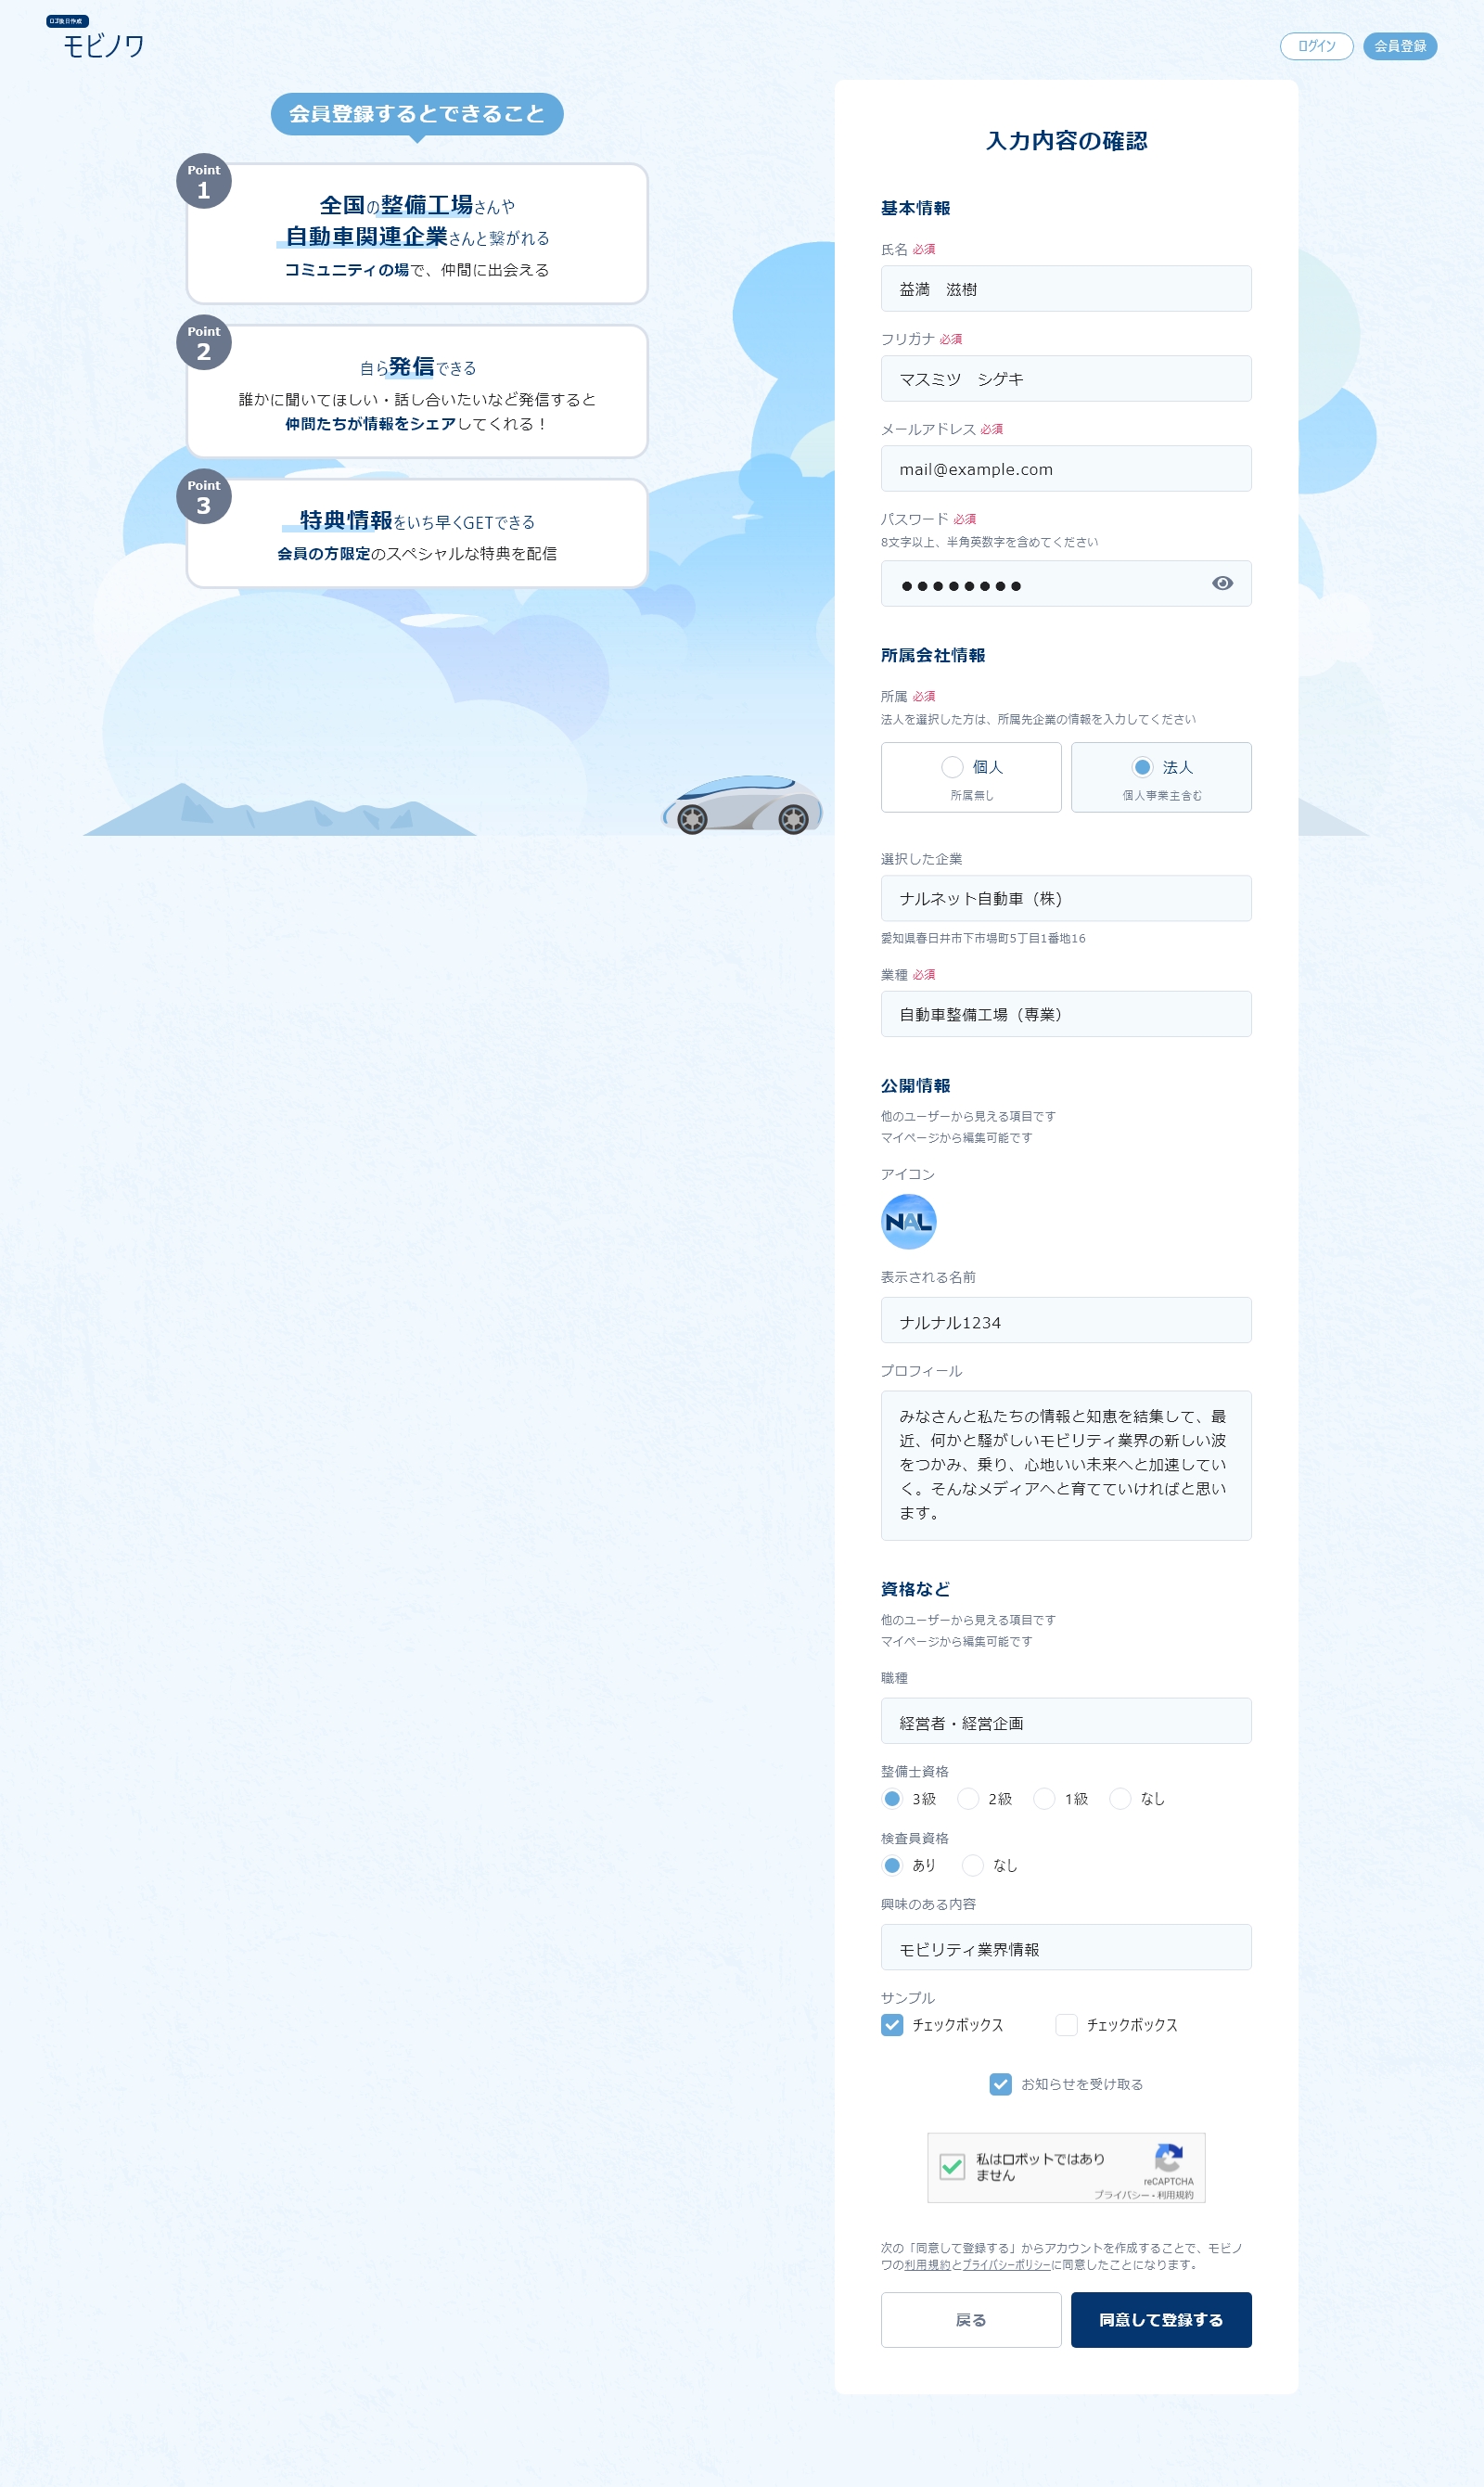 ロゴ後日作成
モビノワ
ログイン
会員登録
会員登録するとできること
Point
1
全国の整備工場さんや
自動車関連企業さんと繋がれる
コミュニティの場で、仲間に出会える
Point
2
自ら発信できる
誰かに聞いてほしい・話し合いたいなど発信すると
仲間たちが情報をシェアしてくれる！
Point
3
特典情報をいち早くGETできる
会員の方限定のスペシャルな特典を配信
入力内容の確認
基本情報
氏名 必須
益満　滋樹
フリガナ 必須
マスミツ　シゲキ
メールアドレス 必須
mail@example.com
パスワード 必須
8文字以上、半角英数字を含めてください
●●●●●●●●
所属会社情報
所属 必須
法人を選択した方は、所属先企業の情報を入力してください
個人
所属無し
法人
個人事業主含む
選択した企業
ナルネット自動車（株）
愛知県春日井市下市場町5丁目1番地16
業種 必須
自動車整備工場（専業）
公開情報
他のユーザーから見える項目です
マイページから編集可能です
アイコン
NAL
表示される名前
ナルナル1234
プロフィール
みなさんと私たちの情報と知恵を結集して、最
近、何かと騒がしいモビリティ業界の新しい波
をつかみ、乗り、心地いい未来へと加速してい
く。そんなメディアへと育てていければと思い
ます。
資格など
他のユーザーから見える項目です
マイページから編集可能です
職種
経営者・経営企画
整備士資格
3級 2級 1級 なし
検査員資格
あり なし
興味のある内容
モビリティ業界情報
サンプル
チェックボックス チェックボックス
お知らせを受け取る
私はロボットではあり
ません
reCAPTCHA
プライバシー・利用規約
次の「同意して登録する」からアカウントを作成することで、モビノ
ワの利用規約とプライバシーポリシーに同意したことになります。
戻る
同意して登録する